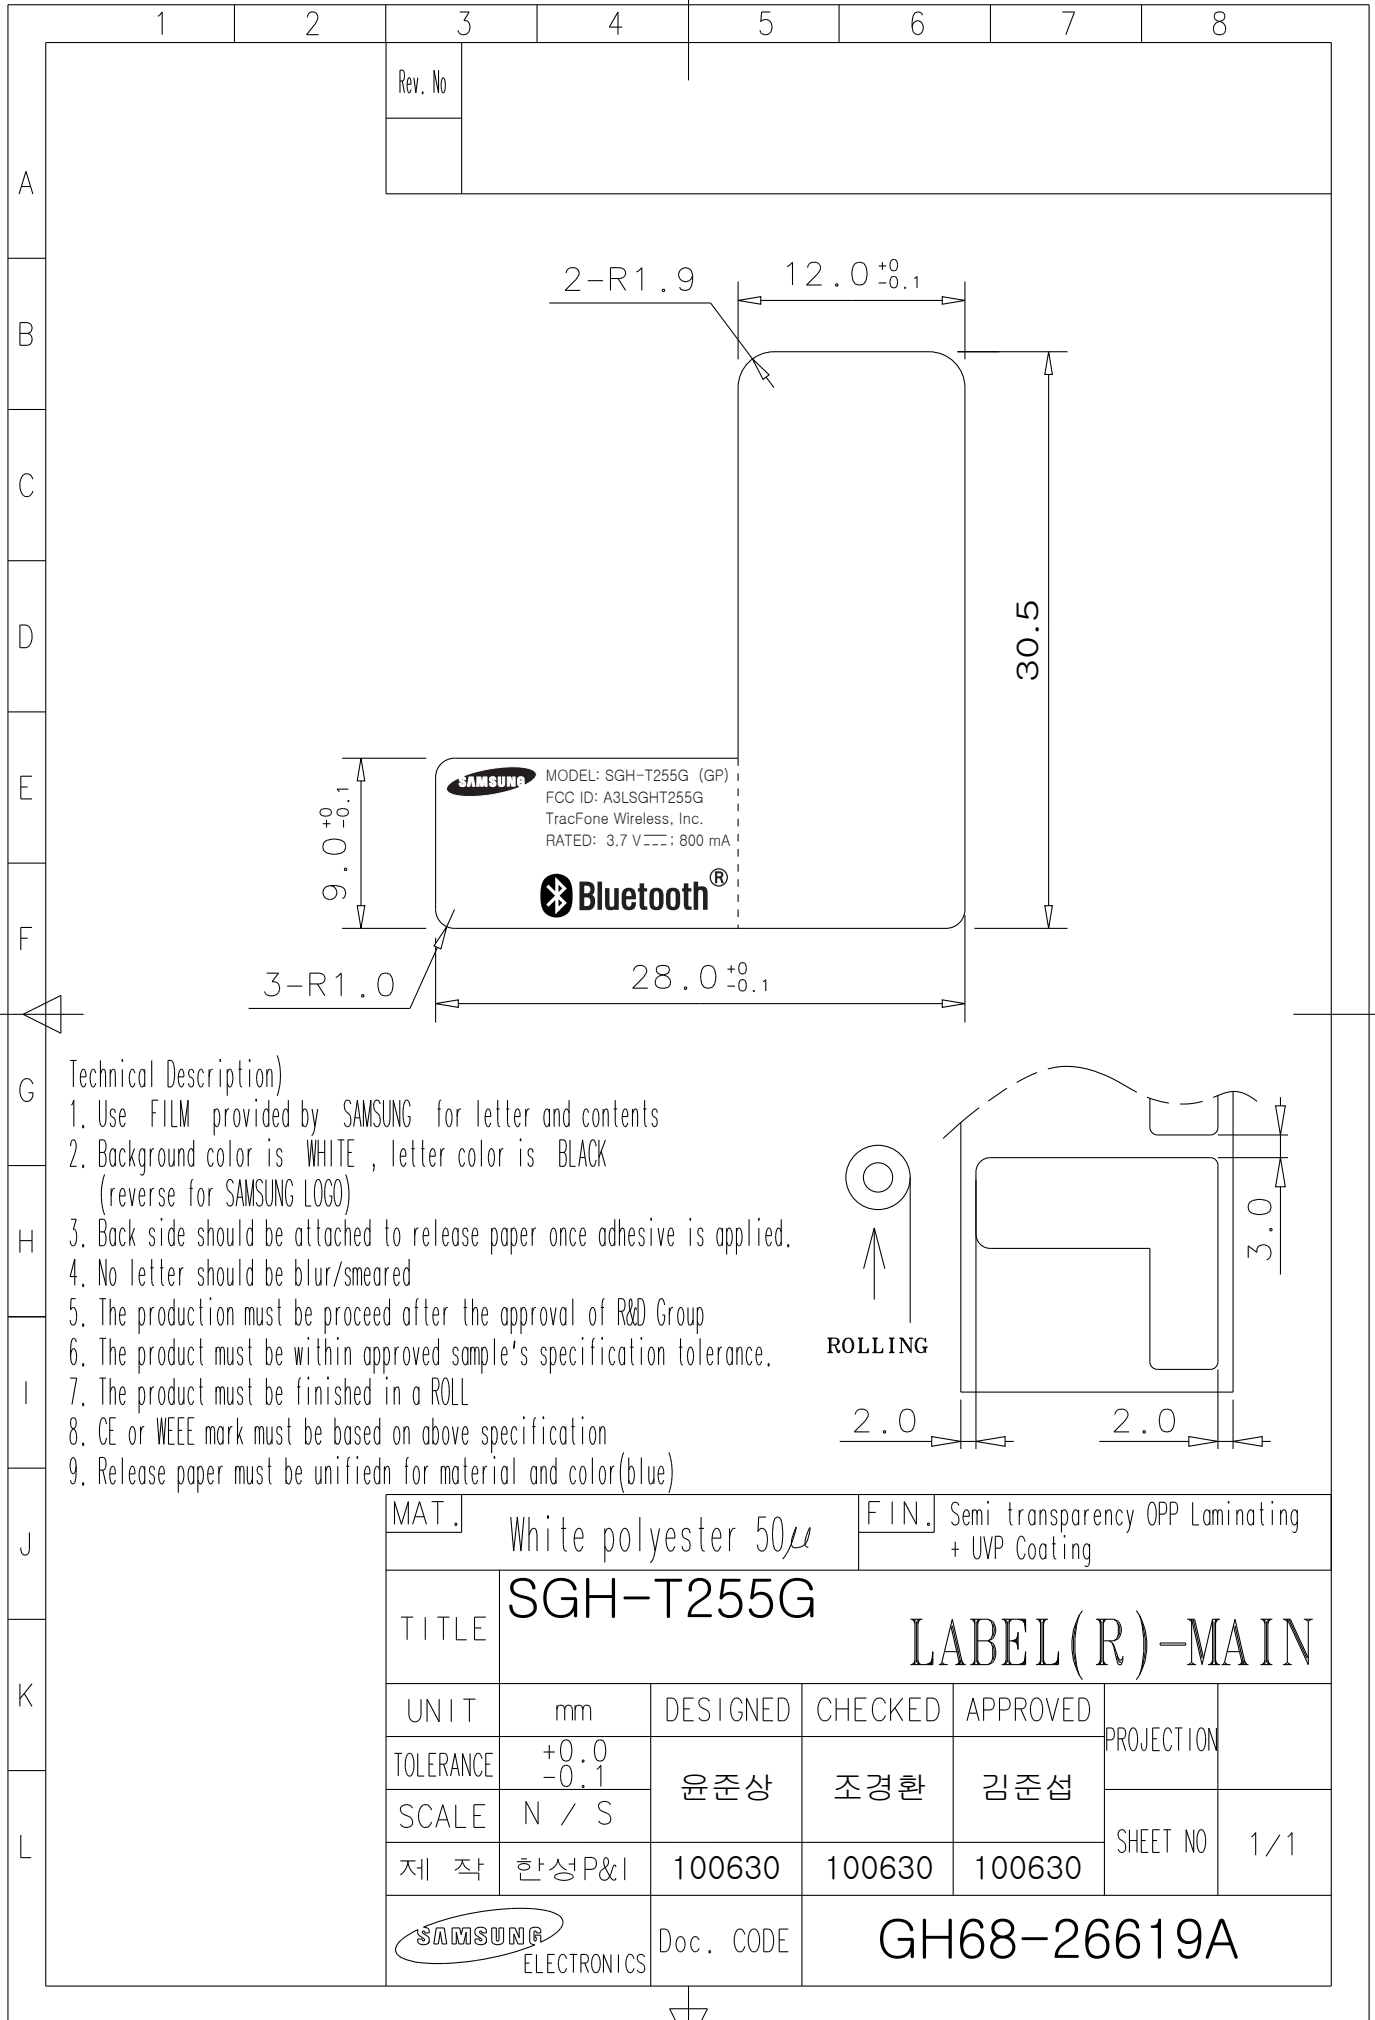 1 2 3 4 5 6 7 8
Rev. No
A
B
C
D
E
F
G
H
I
J
K
L
2-R1.9
12.0 +0 -0.1
30.5
9.0 +0 -0.1
SAMSUNG
MODEL: SGH-T255G (GP)
FCC ID: A3LSGHT255G
TracFone Wireless, Inc.
RATED: 3.7 V⎓; 800 mA
Bluetooth®
3-R1.0
28.0 +0 -0.1
Technical Description)
1. Use FILM provided by SAMSUNG for letter and contents
2. Background color is WHITE , letter color is BLACK
(reverse for SAMSUNG LOGO)
3. Back side should be attached to release paper once adhesive is applied.
4. No letter should be blur/smeared
5. The production must be proceed after the approval of R&D Group
6. The product must be within approved sample's specification tolerance.
7. The product must be finished in a ROLL
8. CE or WEEE mark must be based on above specification
9. Release paper must be unifiedn for material and color(blue)
ROLLING
3.0
2.0
2.0
MAT. White polyester 50μ
FIN. Semi transparency OPP Laminating
+ UVP Coating
TITLE SGH-T255G
LABEL(R)-MAIN
UNIT mm DESIGNED CHECKED APPROVED PROJECTION
TOLERANCE +0.0 -0.1 윤준상 조경환 김준섭
SCALE N / S SHEET NO 1/1
제 작 한성P&I 100630 100630 100630
SAMSUNG ELECTRONICS Doc. CODE GH68-26619A